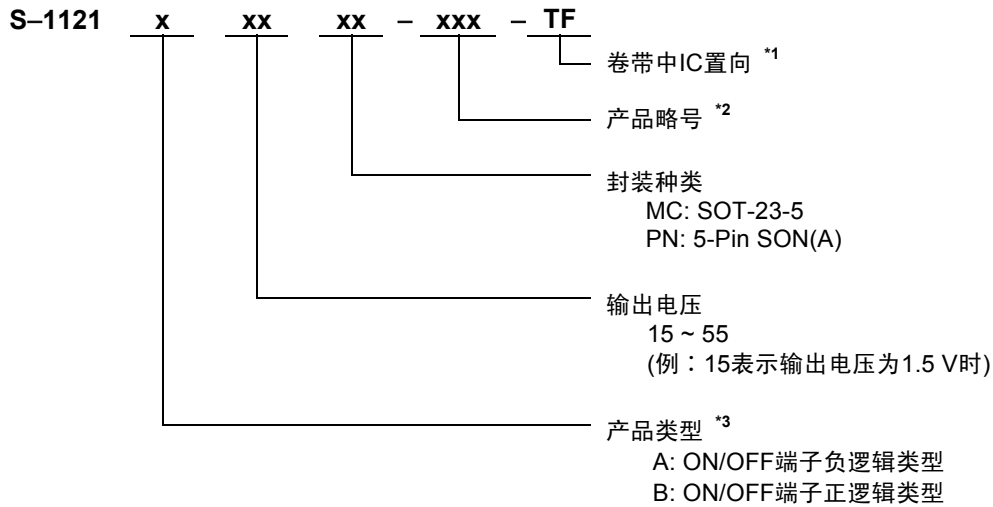 S–1121 x xx xx – xxx – TF
卷带中IC置向 *1
产品略号 *2
封装种类
MC: SOT-23-5
PN: 5-Pin SON(A)
输出电压
15 ~ 55
(例：15表示输出电压为1.5 V时)
产品类型 *3
A: ON/OFF端子负逻辑类型
B: ON/OFF端子正逻辑类型